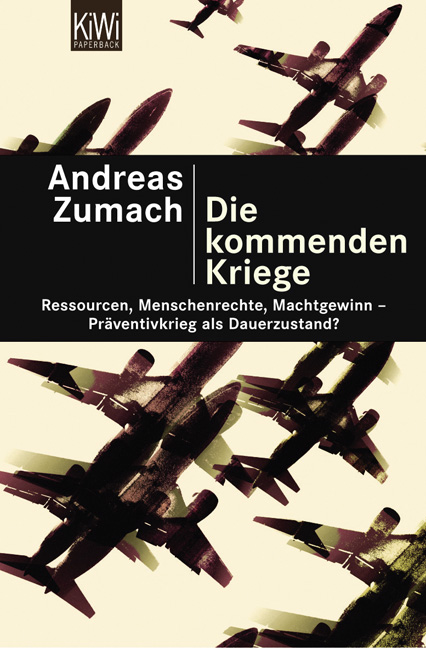 KiWi
PAPERBACK
Andreas
Zumach
Die
kommenden
Kriege
Ressourcen, Menschenrechte, Machtgewinn –
Präventivkrieg als Dauerzustand?